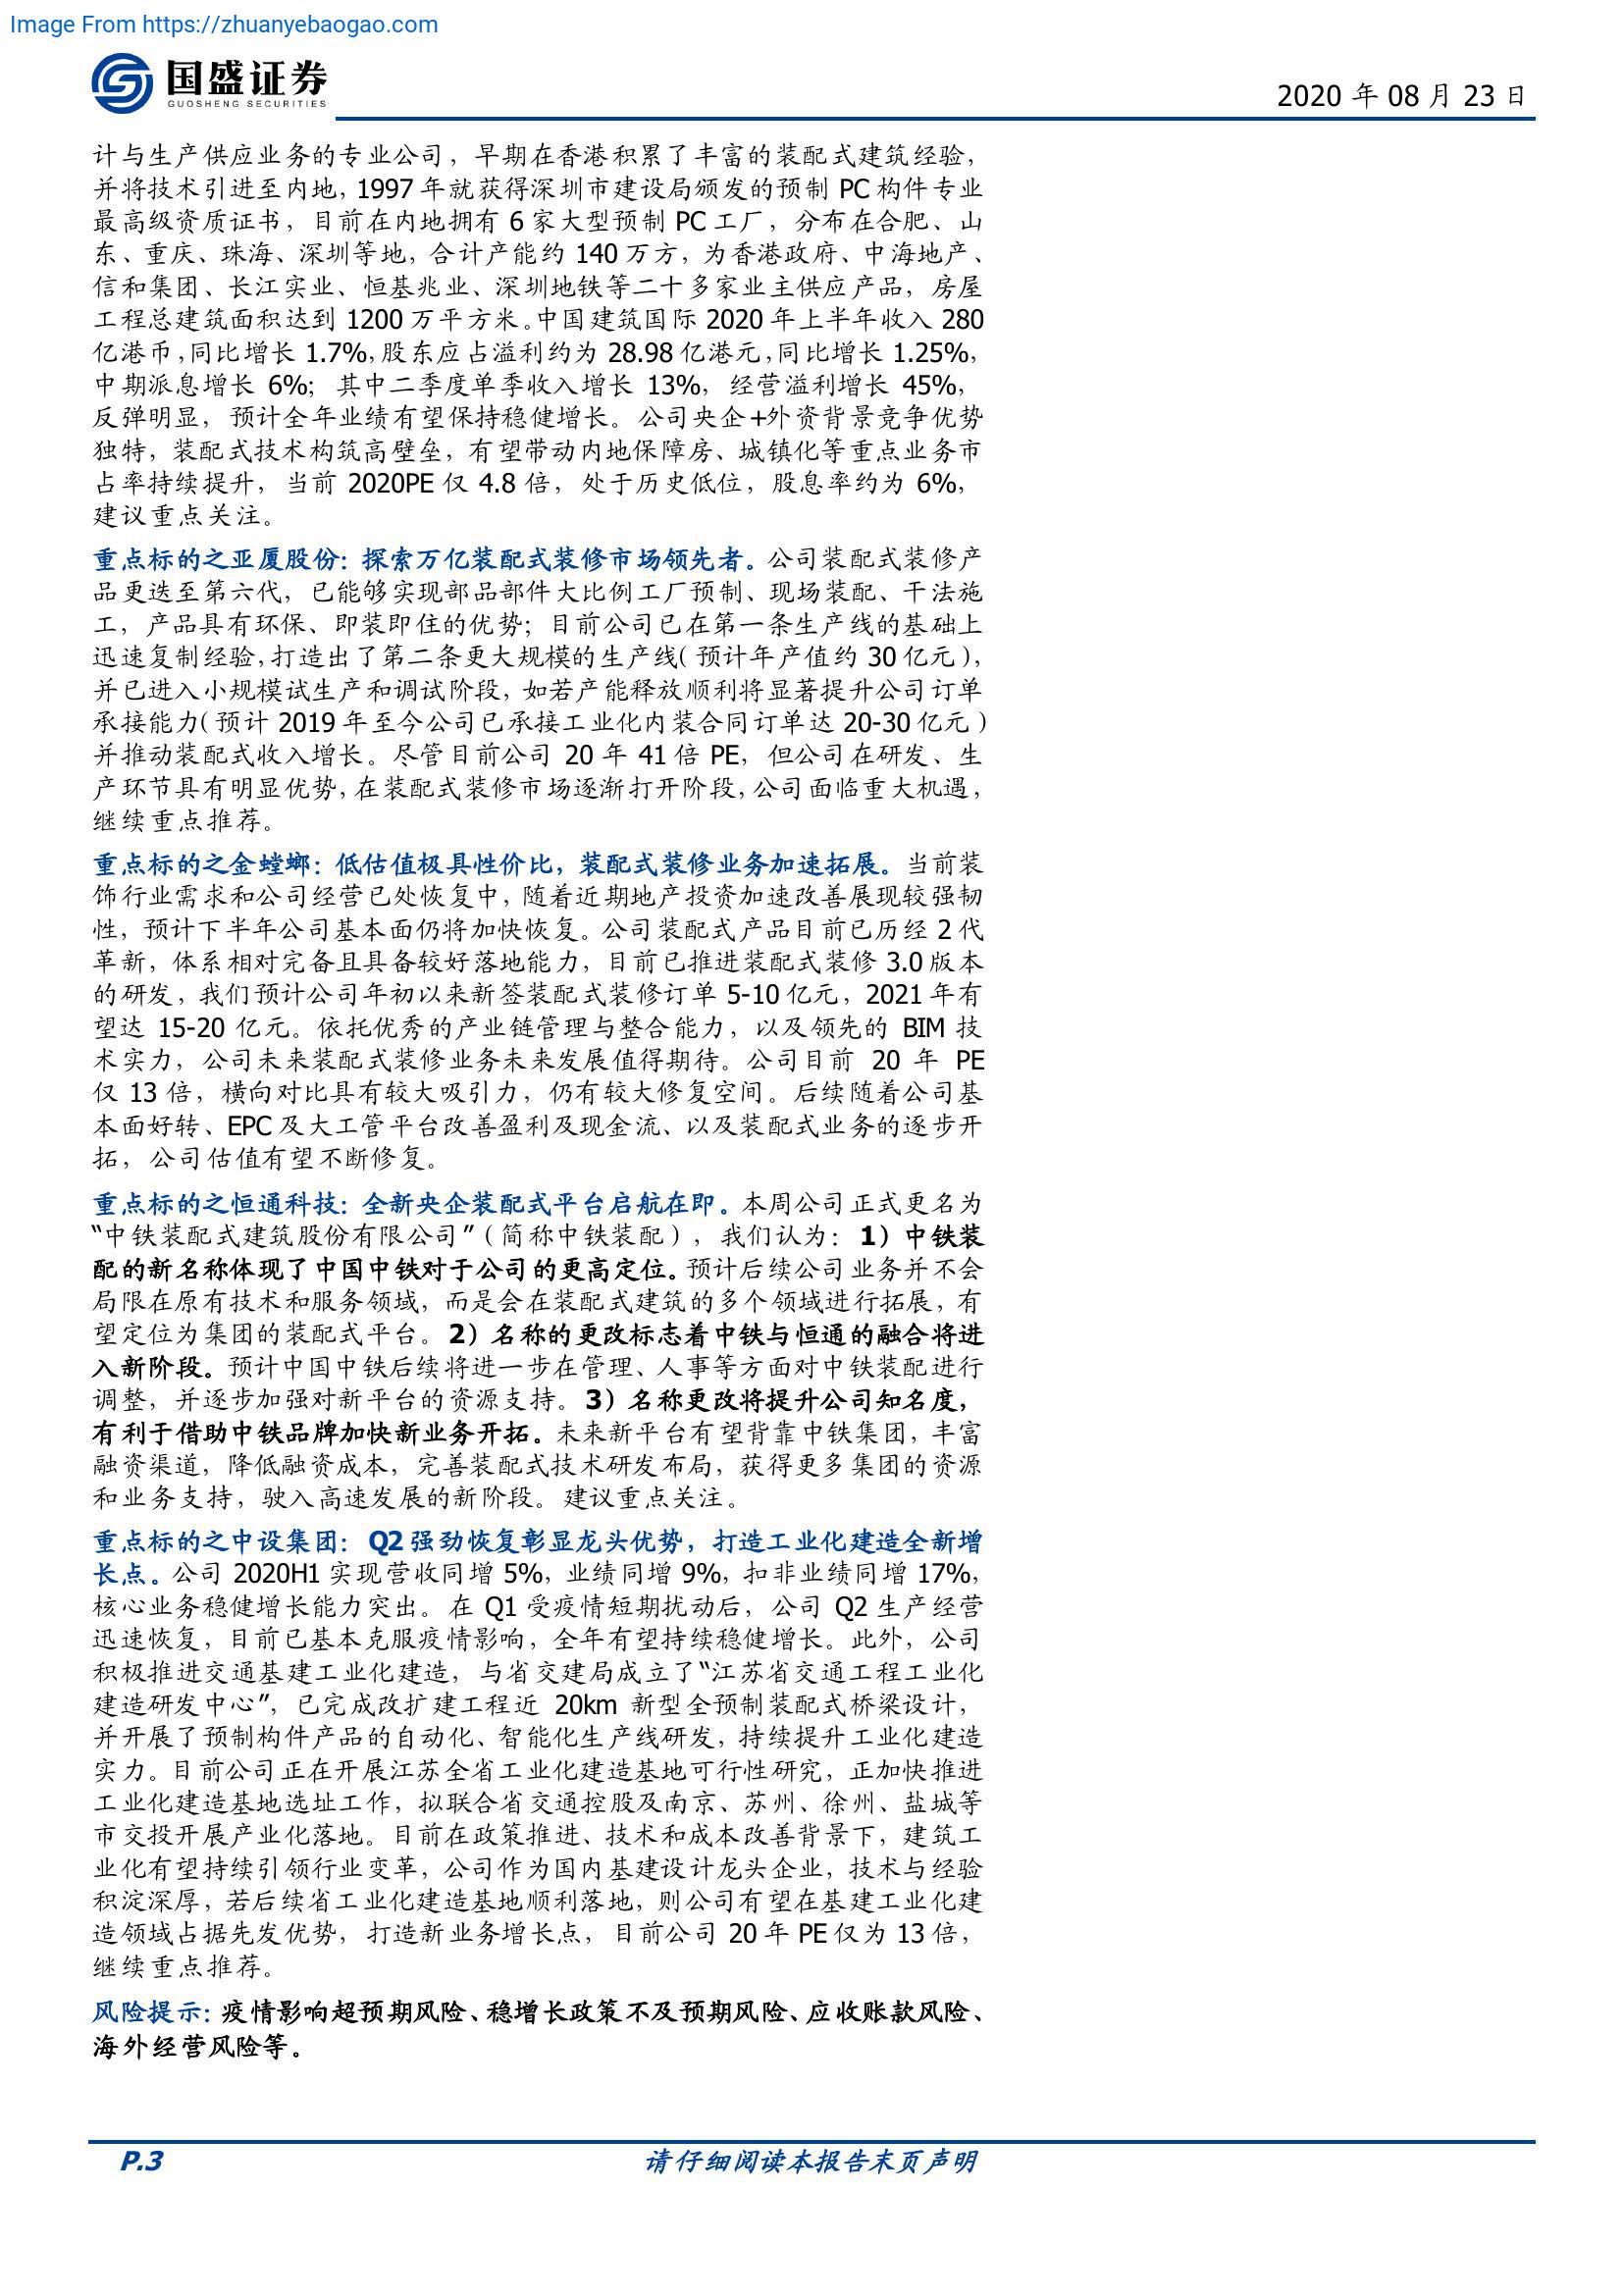 Image From https://zhuanyebaogao.com
国盛证券
GUOSHENG SECURITIES
2020 年 08 月 23 日
计与生产供应业务的专业公司，早期在香港积累了丰富的装配式建筑经验，
并将技术引进至内地，1997 年就获得深圳市建设局颁发的预制 PC 构件专业
最高级资质证书，目前在内地拥有 6 家大型预制 PC 工厂，分布在合肥、山
东、重庆、珠海、深圳等地，合计产能约 140 万方，为香港政府、中海地产、
信和集团、长江实业、恒基兆业、深圳地铁等二十多家业主供应产品，房屋
工程总建筑面积达到 1200 万平方米。中国建筑国际 2020 年上半年收入 280
亿港币，同比增长 1.7%，股东应占溢利约为 28.98 亿港元，同比增长 1.25%，
中期派息增长 6%；其中二季度单季收入增长 13%，经营溢利增长 45%，
反弹明显，预计全年业绩有望保持稳健增长。公司央企+外资背景竞争优势
独特，装配式技术构筑高壁垒，有望带动内地保障房、城镇化等重点业务市
占率持续提升，当前 2020PE 仅 4.8 倍，处于历史低位，股息率约为 6%，
建议重点关注。
重点标的之亚厦股份：探索万亿装配式装修市场领先者。公司装配式装修产
品更迭至第六代，已能够实现部品部件大比例工厂预制、现场装配、干法施
工，产品具有环保、即装即住的优势；目前公司已在第一条生产线的基础上
迅速复制经验，打造出了第二条更大规模的生产线（预计年产值约 30 亿元），
并已进入小规模试生产和调试阶段，如若产能释放顺利将显著提升公司订单
承接能力（预计 2019 年至今公司已承接工业化内装合同订单达 20-30 亿元）
并推动装配式收入增长。尽管目前公司 20 年 41 倍 PE，但公司在研发、生
产环节具有明显优势，在装配式装修市场逐渐打开阶段，公司面临重大机遇，
继续重点推荐。
重点标的之金螳螂：低估值极具性价比，装配式装修业务加速拓展。当前装
饰行业需求和公司经营已处恢复中，随着近期地产投资加速改善展现较强韧
性，预计下半年公司基本面仍将加快恢复。公司装配式产品目前已历经 2 代
革新，体系相对完备且具备较好落地能力，目前已推进装配式装修 3.0 版本
的研发，我们预计公司年初以来新签装配式装修订单 5-10 亿元，2021 年有
望达 15-20 亿元。依托优秀的产业链管理与整合能力，以及领先的 BIM 技
术实力，公司未来装配式装修业务未来发展值得期待。公司目前 20 年 PE
仅 13 倍，横向对比具有较大吸引力，仍有较大修复空间。后续随着公司基
本面好转、EPC 及大工管平台改善盈利及现金流、以及装配式业务的逐步开
拓，公司估值有望不断修复。
重点标的之恒通科技：全新央企装配式平台启航在即。本周公司正式更名为
“中铁装配式建筑股份有限公司”（简称中铁装配），我们认为：1）中铁装
配的新名称体现了中国中铁对于公司的更高定位。预计后续公司业务并不会
局限在原有技术和服务领域，而是会在装配式建筑的多个领域进行拓展，有
望定位为集团的装配式平台。2）名称的更改标志着中铁与恒通的融合将进
入新阶段。预计中国中铁后续将进一步在管理、人事等方面对中铁装配进行
调整，并逐步加强对新平台的资源支持。3）名称更改将提升公司知名度，
有利于借助中铁品牌加快新业务开拓。未来新平台有望背靠中铁集团，丰富
融资渠道，降低融资成本，完善装配式技术研发布局，获得更多集团的资源
和业务支持，驶入高速发展的新阶段。建议重点关注。
重点标的之中设集团：Q2 强劲恢复彰显龙头优势，打造工业化建造全新增
长点。公司 2020H1 实现营收同增 5%，业绩同增 9%，扣非业绩同增 17%，
核心业务稳健增长能力突出。在 Q1 受疫情短期扰动后，公司 Q2 生产经营
迅速恢复，目前已基本克服疫情影响，全年有望持续稳健增长。此外，公司
积极推进交通基建工业化建造，与省交建局成立了“江苏省交通工程工业化
建造研发中心”，已完成改扩建工程近 20km 新型全预制装配式桥梁设计，
并开展了预制构件产品的自动化、智能化生产线研发，持续提升工业化建造
实力。目前公司正在开展江苏全省工业化建造基地可行性研究，正加快推进
工业化建造基地选址工作，拟联合省交通控股及南京、苏州、徐州、盐城等
市交投开展产业化落地。目前在政策推进、技术和成本改善背景下，建筑工
业化有望持续引领行业变革，公司作为国内基建设计龙头企业，技术与经验
积淀深厚，若后续省工业化建造基地顺利落地，则公司有望在基建工业化建
造领域占据先发优势，打造新业务增长点，目前公司 20 年 PE 仅为 13 倍，
继续重点推荐。
风险提示：疫情影响超预期风险、稳增长政策不及预期风险、应收账款风险、
海外经营风险等。
P.3
请仔细阅读本报告末页声明